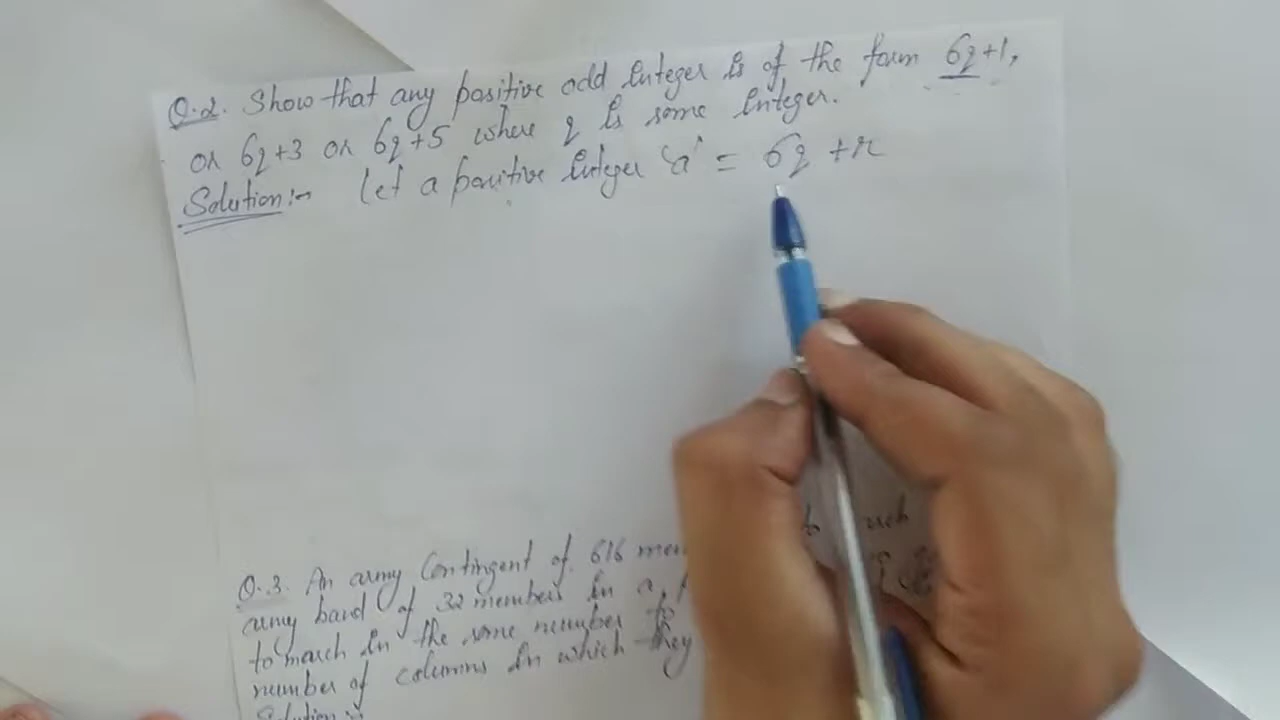 Q.2. Show that any positive odd integer is of the form 6q+1,
or 6q+3 or 6q+5 where q is some integer.
Solution:- Let a positive integer 'a' = 6q + r
Q.3. An army contingent of 616
army band of 32 members in a
to march in the same number
number of columns in which they
Solution:-